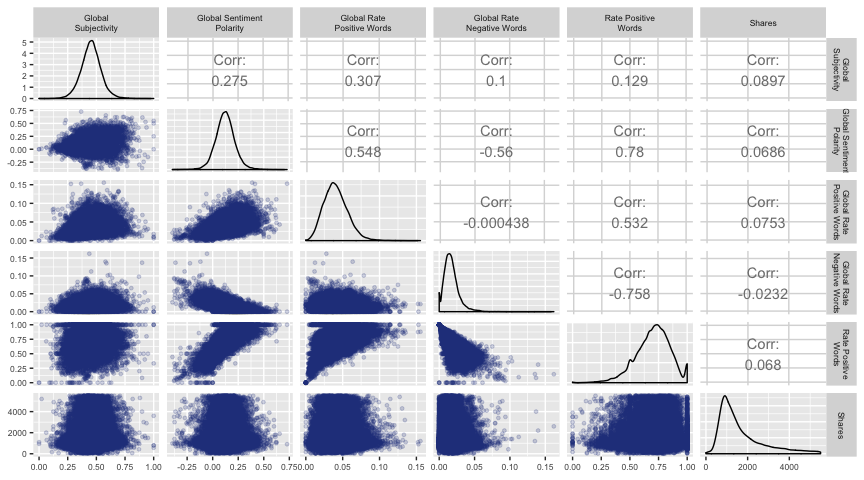 Global
Subjectivity
Global Sentiment
Polarity
Global Rate
Positive Words
Global Rate
Negative Words
Rate Positive
Words
Shares
5
4
3
2
1
0
Corr:
0.275
Corr:
0.307
Corr:
0.1
Corr:
0.129
Corr:
0.0897
Global
Subjectivity
0.75
0.50
0.25
0.00
-0.25
Corr:
0.548
Corr:
-0.56
Corr:
0.78
Corr:
0.0686
Global Sentiment
Polarity
0.15
0.10
0.05
0.00
Corr:
-0.000438
Corr:
0.532
Corr:
0.0753
Global Rate
Positive Words
0.15
0.10
0.05
0.00
Corr:
-0.758
Corr:
-0.0232
Global Rate
Negative Words
1.00
0.75
0.50
0.25
0.00
Corr:
0.068
Rate Positive
Words
4000
2000
0
Shares
0.00 0.25 0.50 0.75 1.00
-0.25 0.00 0.25 0.50 0.75
0.00 0.05 0.10 0.15
0.00 0.05 0.10 0.15
0.00 0.25 0.50 0.75 1.00
0 2000 4000